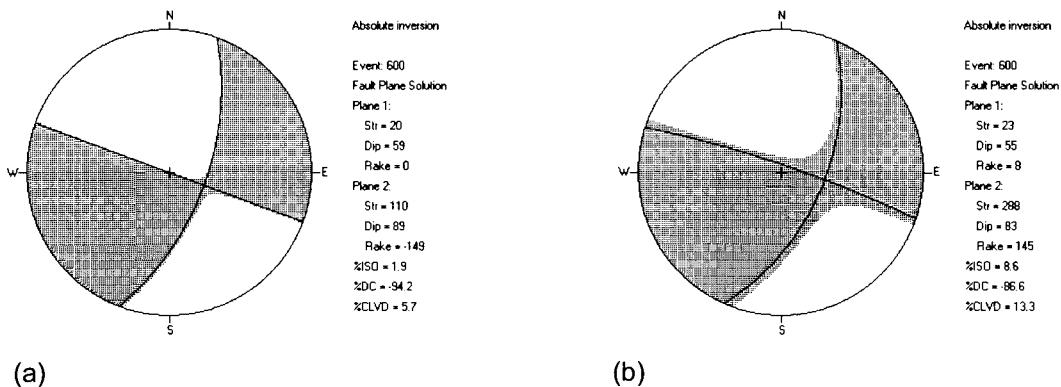 N
W
E
S
Absolute inversion
Event: 600
Fault Plane Solution
Plane 1:
Str = 20
Dip = 59
Rake = 0
Plane 2:
Str = 110
Dip = 89
Rake = -149
%ISO = 1.9
%DC = -94.2
%CLVD = 5.7
(a)
N
W
E
S
Absolute inversion
Event: 600
Fault Plane Solution
Plane 1:
Str = 23
Dip = 55
Rake = 8
Plane 2:
Str = 288
Dip = 83
Rake = 145
%ISO = 8.6
%DC = -86.6
%CLVD = 13.3
(b)